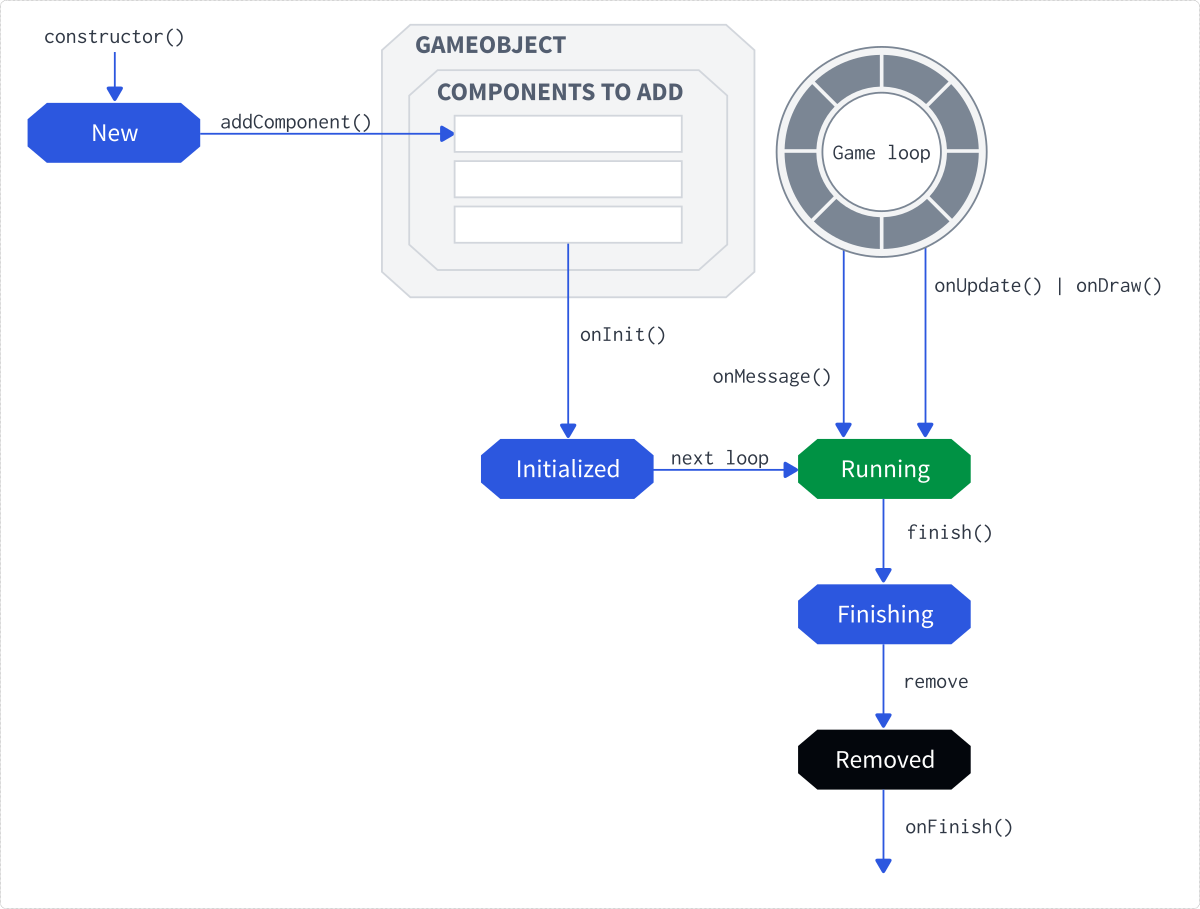 constructor()
GAMEOBJECT
COMPONENTS TO ADD
New
addComponent()
Game loop
onUpdate() | onDraw()
onInit()
onMessage()
Initialized
next loop
Running
finish()
Finishing
remove
Removed
onFinish()